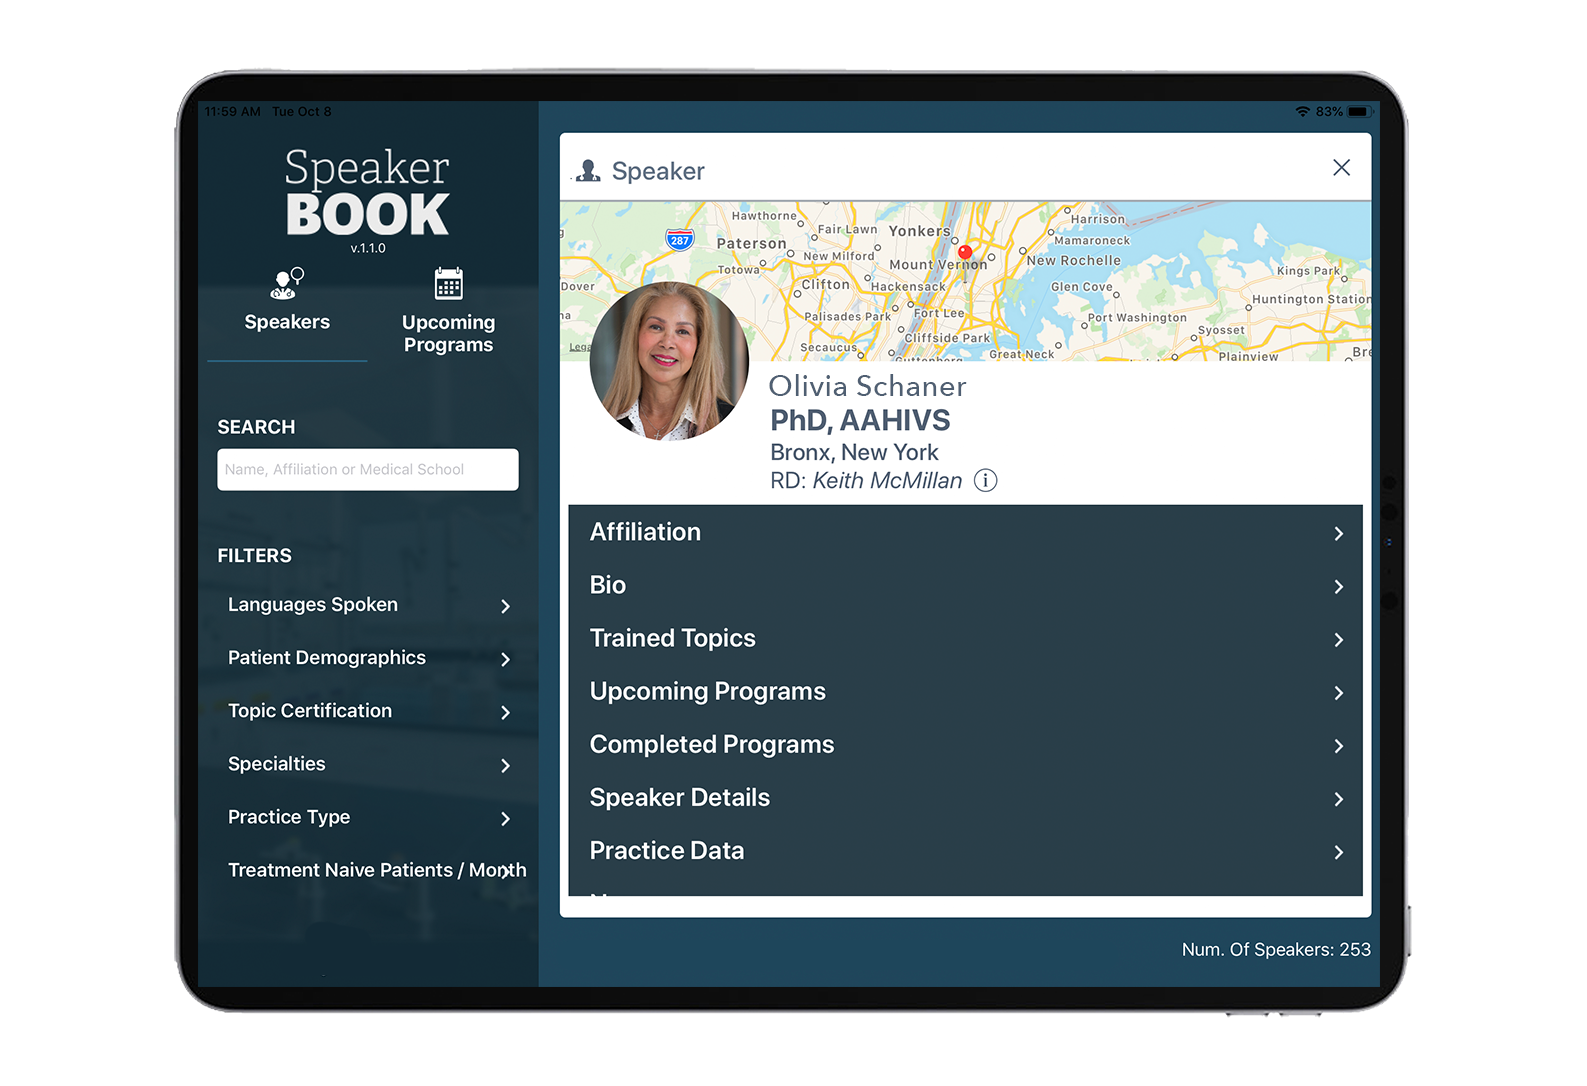 11:59 AM Tue Oct 8
83%
Speaker
BOOK
v.1.1.0
Speakers
Upcoming
Programs
SEARCH
Name, Affiliation or Medical School
FILTERS
Languages Spoken
Patient Demographics
Topic Certification
Specialties
Practice Type
Treatment Naive Patients / Month
Speaker
Hawthorne
Harrison
287
Fair Lawn
Yonkers
Paterson
Mamaroneck
New Milford
Totowa
Mount Vernon
New Rochelle
Kings Park
Dover
Clifton
Hackensack
Glen Cove
Huntington Station
Palisades Park
Fort Lee
Port Washington
Syosset
Cliffside Park
Secaucus
Great Neck
Plainview
Guttenberg
Olivia Schaner
PhD, AAHIVS
Bronx, New York
RD: Keith McMillan
Affiliation
Bio
Trained Topics
Upcoming Programs
Completed Programs
Speaker Details
Practice Data
Num. Of Speakers: 253